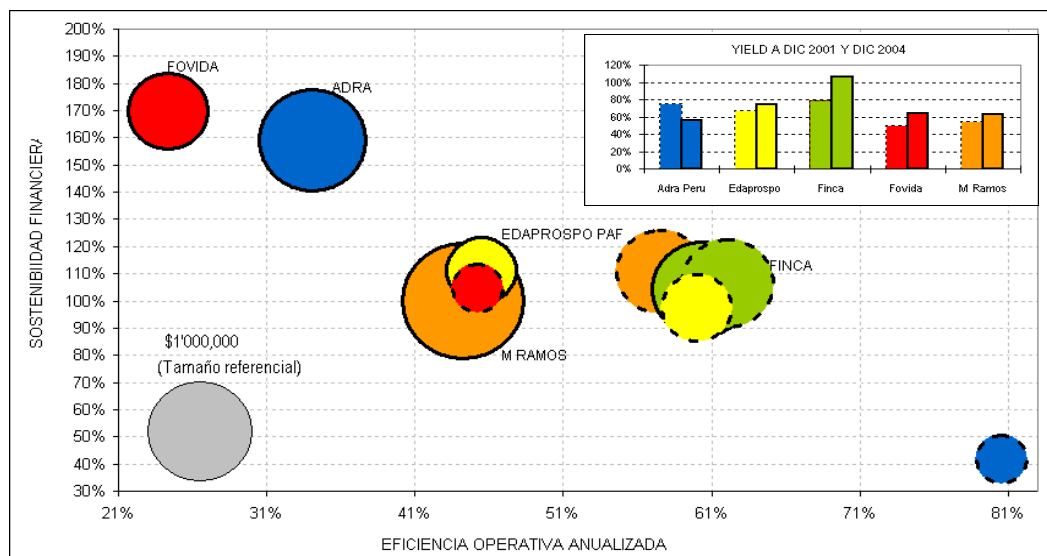 200%
190%
180%
170%
160%
150%
140%
130%
120%
110%
100%
90%
80%
70%
60%
50%
40%
30%
SOSTENIBIIDAD FINANCIERA
FOVIDA
ADRA
EDAPROSPO PAF
FINCA
M RAMOS
$1'000,000
(Tamaño referencial)
YIELD A DIC 2001 Y DIC 2004
120%
100%
80%
60%
40%
20%
0%
Adra Peru Edaprospo Finca Fovida M Ramos
21% 31% 41% 51% 61% 71% 81%
EFICIENCIA OPERATIVA ANUALIZADA